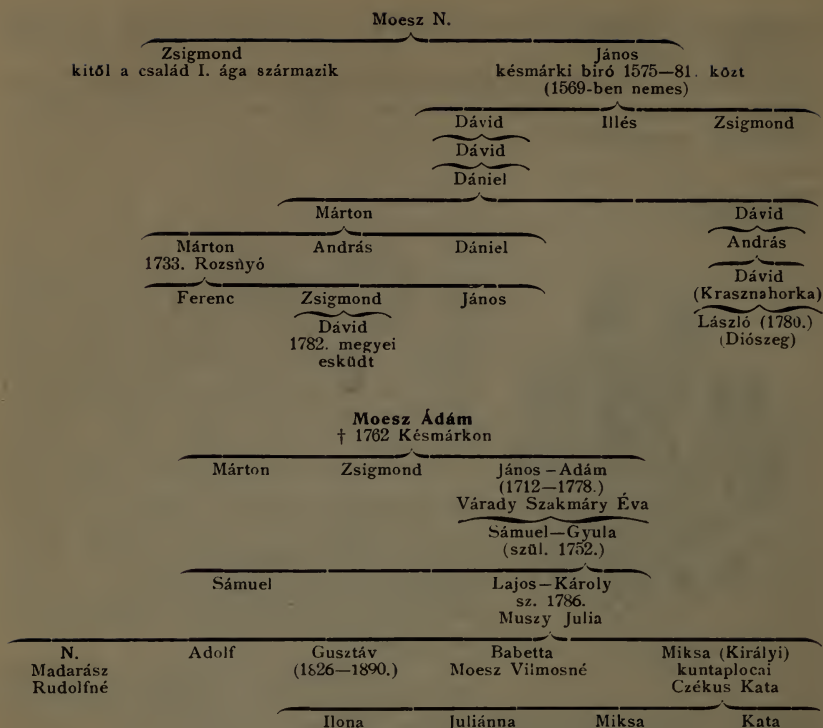 Moesz N.
Zsigmond János
kitől a család I. ága származik késmárki biró 1575—81. közt
(1569-ben nemes)
Dávid Illés Zsigmond
Dávid
Dániel
Márton Dávid
Márton András Dániel András
1733. Rozsnyó Dávid
Ferenc Zsigmond János (Krasznahorka)
Dávid László (1780.)
1782. megyei (Diószeg)
esküdt
Moesz Ádám
† 1762 Késmárkon
Márton Zsigmond János–Adám
(1712—1778.)
Várady Szakmáry Éva
Sámuel—Gyula
(szül. 1752.)
Sámuel Lajos—Károly
sz. 1786.
Muszy Julia
N. Adolf Gusztáv Babetta Miksa (Királyi)
Madarász (1826—1890.) Moesz Vilmosné kuntaplocai
Rudolfné Czékus Kata
Ilona Juliánna Miksa Kata